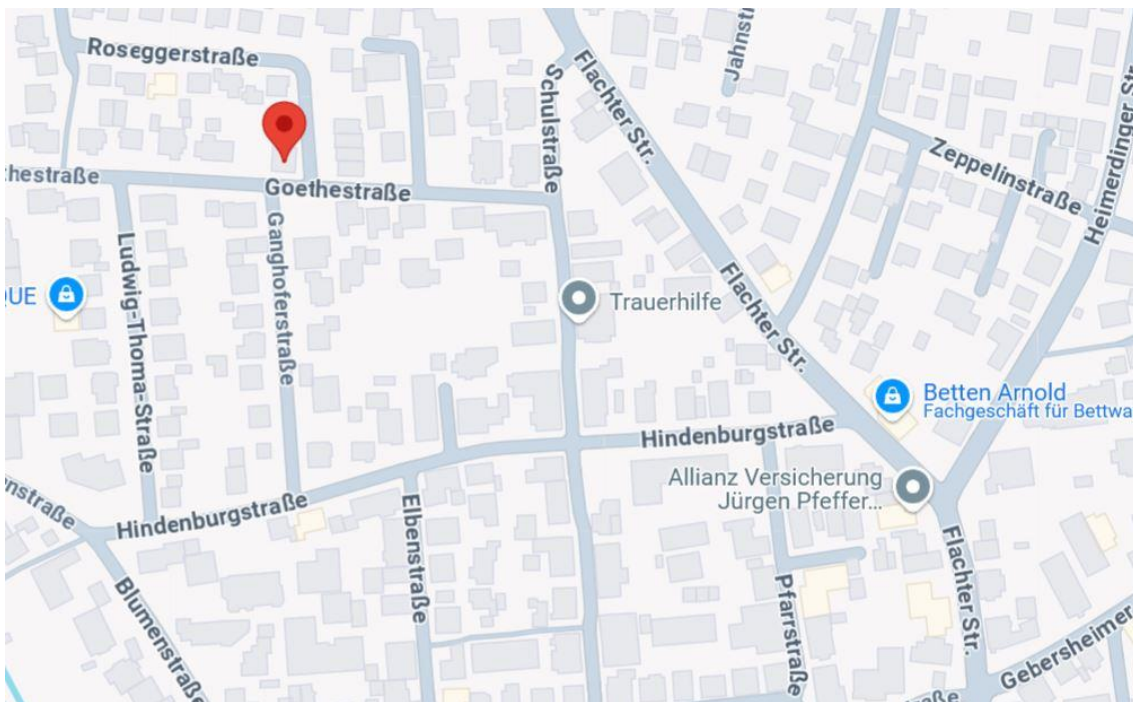 Roseggerstraße
Flachter Str.
Jahnstr
Schulstraße
Heimerdinger Str.
Zeppelinstraße
hestraße
Goethestraße
Ganghoferstraße
Ludwig-Thoma-Straße
UE
Trauerhilfe
Flachter Str.
Betten Arnold
Fachgeschäft für Bettwa
Hindenburgstraße
Allianz Versicherung
Jürgen Pfeffer...
nstraße
Hindenburgstraße
Elbenstraße
Blumenstraße
Pfarrstraße
Flachter Str.
Gebersheimer
raße